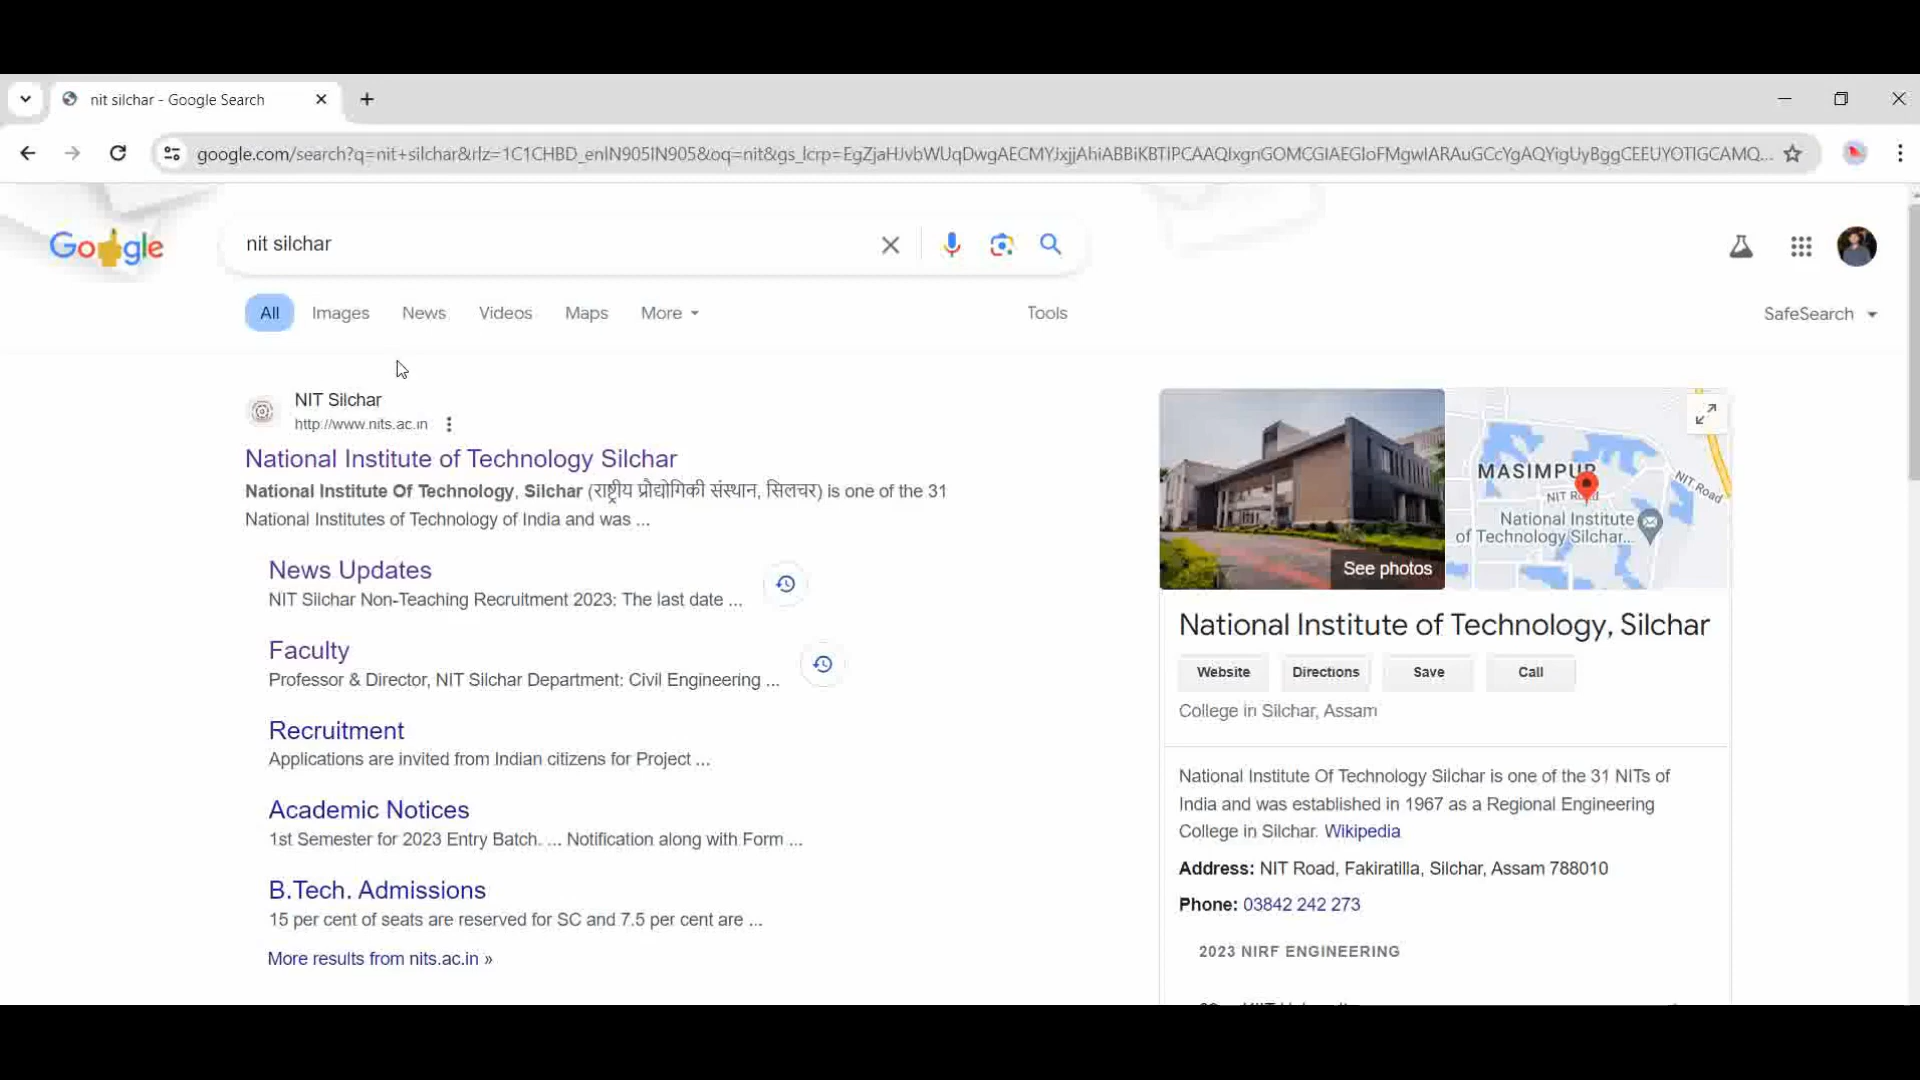 nit silchar - Google Search
google.com/search?q=nit+silchar&rlz=1C1CHBD_enIN905IN905&oq=nit&gs_lcrp=
Google
nit silchar
All Images News Videos Maps More Tools SafeSearch
NIT Silchar
http://www.nits.ac.in
National Institute of Technology Silchar
National Institute Of Technology, Silchar (राष्ट्रीय प्रौद्योगिकी संस्थान, सिलचर) is one of the 31
National Institutes of Technology of India and was ...
News Updates
NIT Silchar Non-Teaching Recruitment 2023: The last date ...
Faculty
Professor & Director, NIT Silchar Department: Civil Engineering ...
Recruitment
Applications are invited from Indian citizens for Project ...
Academic Notices
1st Semester for 2023 Entry Batch. ... Notification along with Form ...
B.Tech. Admissions
15 per cent of seats are reserved for SC and 7.5 per cent are ...
More results from nits.ac.in »
See photos
MASIMPUR
NIT Road
NIT
National Institute
of Technology Silchar...
National Institute of Technology, Silchar
Website Directions Save Call
College in Silchar, Assam
National Institute Of Technology Silchar is one of the 31 NITs of
India and was established in 1967 as a Regional Engineering
College in Silchar. Wikipedia
Address: NIT Road, Fakiratilla, Silchar, Assam 788010
Phone: 03842 242 273
2023 NIRF ENGINEERING